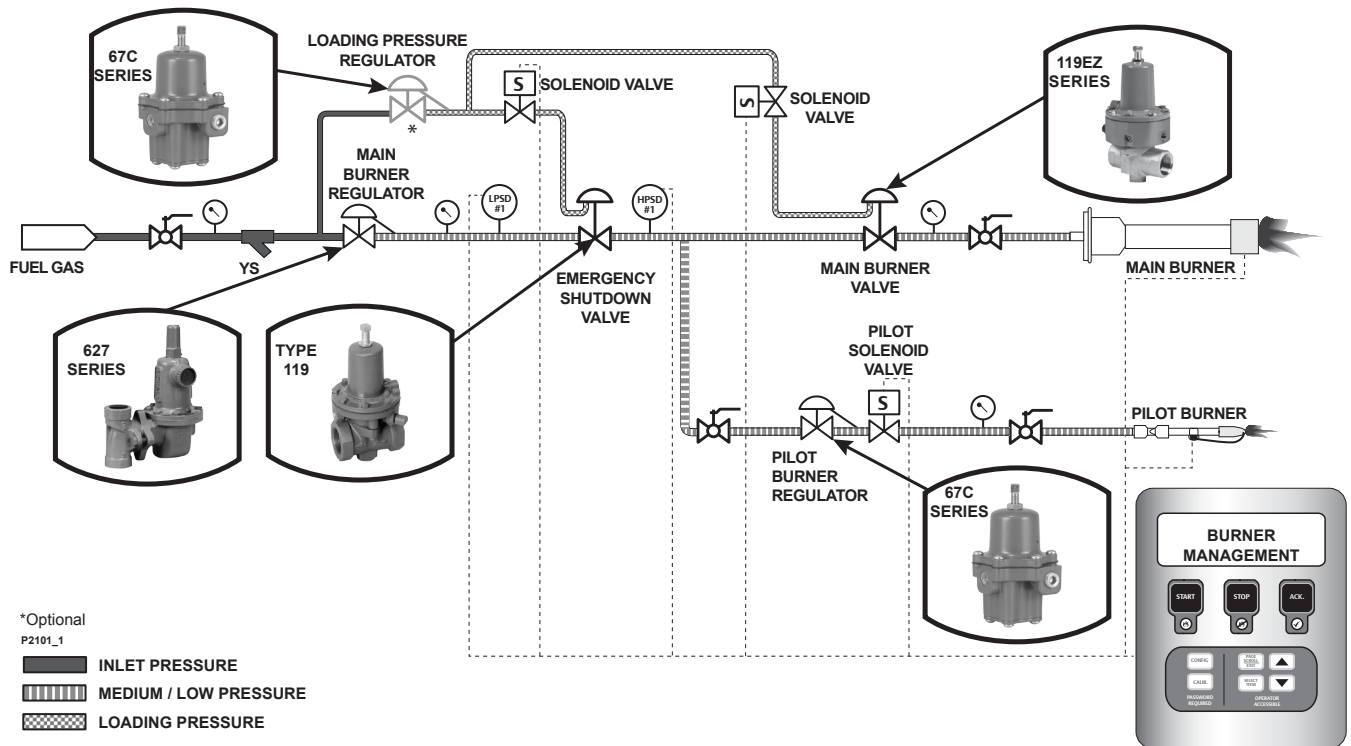 67C
SERIES
LOADING PRESSURE
REGULATOR
S
SOLENOID VALVE
S
SOLENOID
VALVE
119EZ
SERIES
*
MAIN
BURNER
REGULATOR
LPSD
#1
HPSD
#1
FUEL GAS
YS
EMERGENCY
SHUTDOWN
VALVE
MAIN BURNER
VALVE
MAIN BURNER
627
SERIES
TYPE
119
PILOT
SOLENOID
VALVE
S
PILOT BURNER
PILOT
BURNER
REGULATOR
67C
SERIES
BURNER
MANAGEMENT
START
STOP
ACK.
CONFIG
PAGE
SCROLL
EXIT
CALIB.
SELECT
ITEM
PASSWORD
REQUIRED
OPERATOR
ACCESSIBLE
*Optional
P2101_1
INLET PRESSURE
MEDIUM / LOW PRESSURE
LOADING PRESSURE